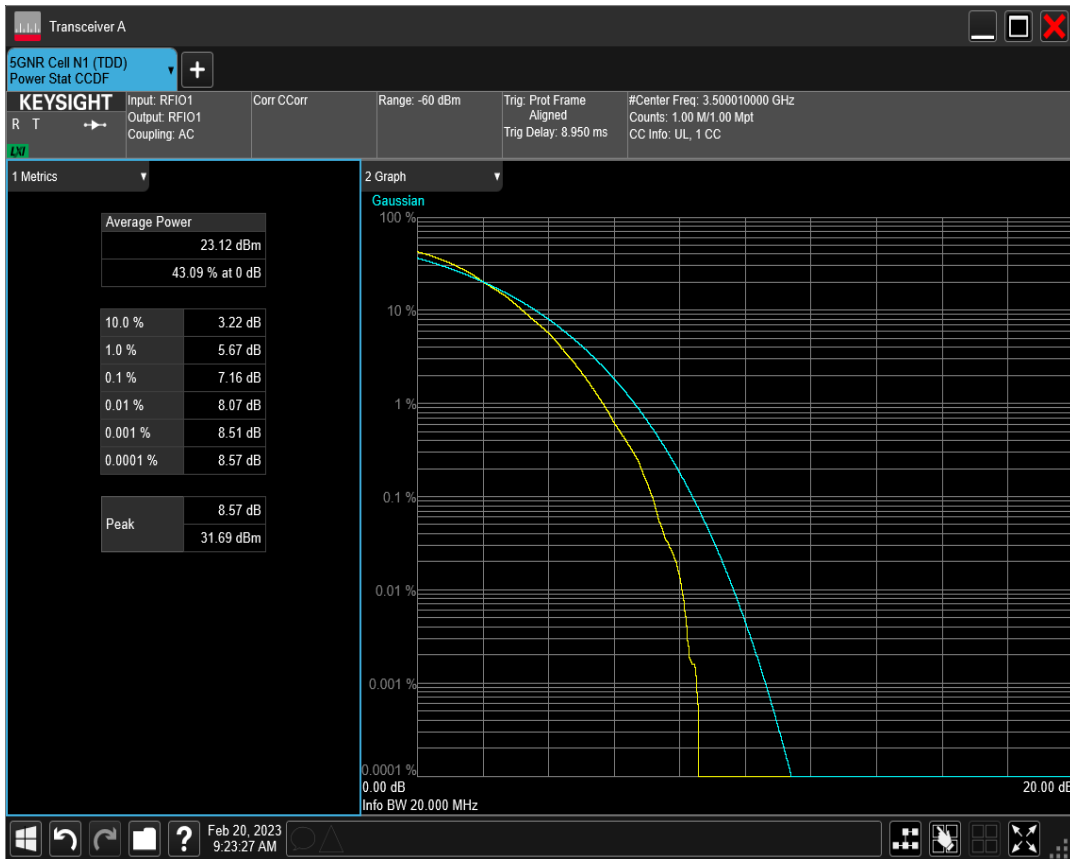 Transceiver A
5GNR Cell N1 (TDD)
Power Stat CCDF
+
KEYSIGHT
R T
LXI
Input: RFIO1
Output: RFIO1
Coupling: AC
Corr CCorr
Range: -60 dBm
Trig: Prot Frame
Aligned
Trig Delay: 8.950 ms
#Center Freq: 3.500010000 GHz
Counts: 1.00 M/1.00 Mpt
CC Info: UL, 1 CC
1 Metrics
Average Power
23.12 dBm
43.09 % at 0 dB
10.0 % 3.22 dB
1.0 % 5.67 dB
0.1 % 7.16 dB
0.01 % 8.07 dB
0.001 % 8.51 dB
0.0001 % 8.57 dB
Peak
8.57 dB
31.69 dBm
2 Graph
Gaussian
100 %
10 %
1 %
0.1 %
0.01 %
0.001 %
0.0001 %
0.00 dB 20.00 dB
Info BW 20.000 MHz
?
Feb 20, 2023
9:23:27 AM